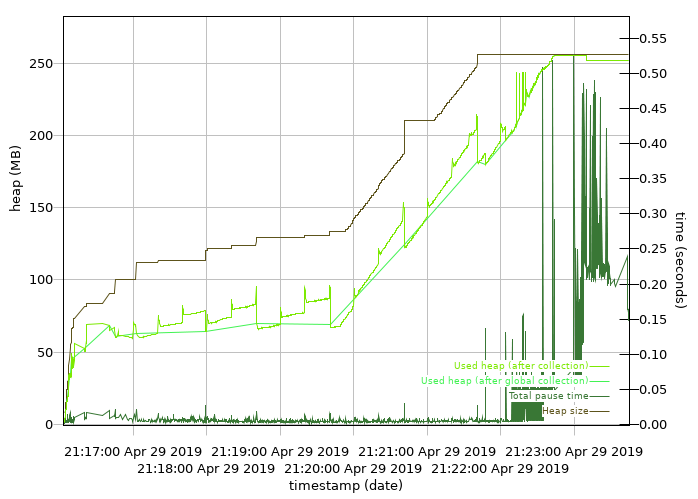 0.55
250
0.50
0.45
200
0.40
0.35
heap (MB)
150
0.30
time (seconds)
0.25
100
0.20
0.15
50
Used heap (after collection)
0.10
Used heap (after global collection)
0.05
Total pause time
Heap size
0
0.00
21:17:00 Apr 29 2019 21:19:00 Apr 29 2019 21:21:00 Apr 29 2019 21:23:00 Apr 29 2019
21:18:00 Apr 29 2019 21:20:00 Apr 29 2019 21:22:00 Apr 29 2019
timestamp (date)